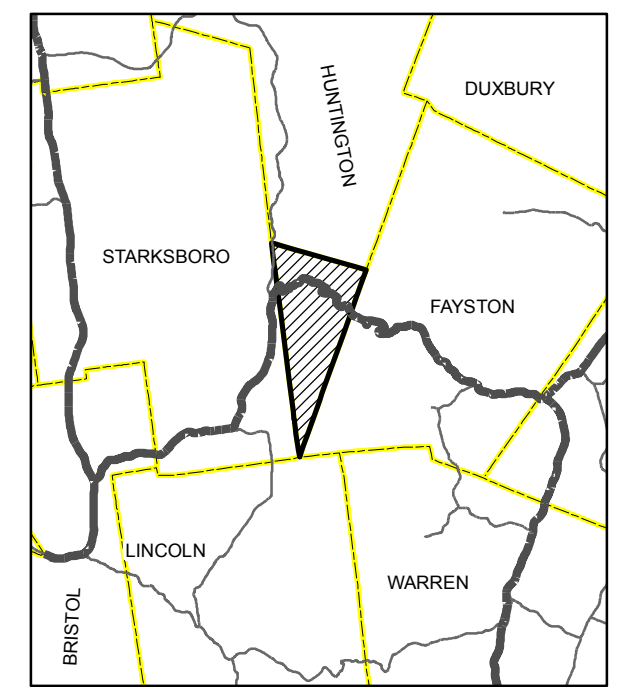 DUXBURY
HUNTINGTON
STARKSBORO
FAYSTON
LINCOLN
WARREN
BRISTOL